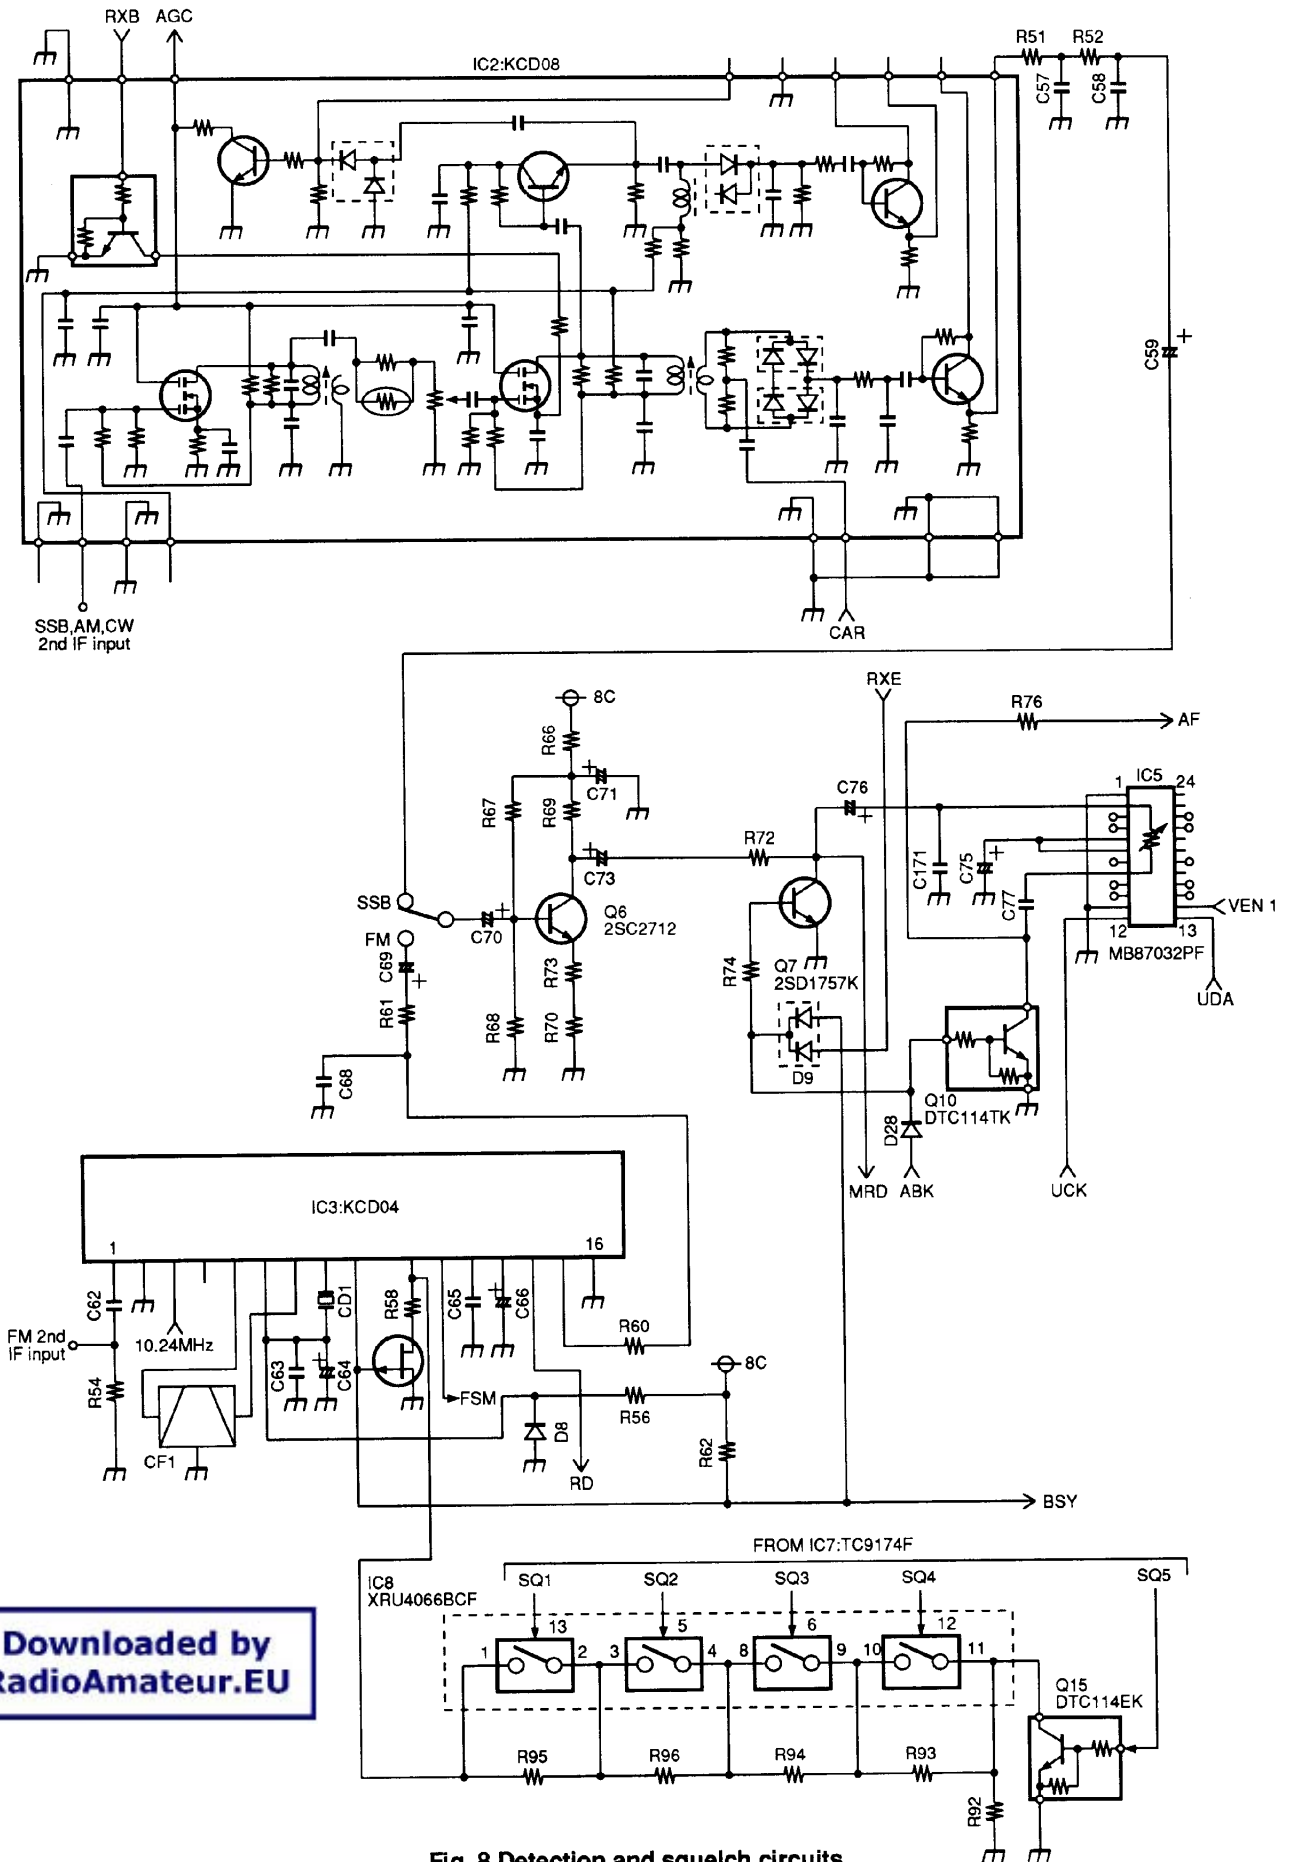 RXB AGC
IC2:KCD08
R51 R52
C57
C58
C59
SSB,AM,CW
2nd IF input
CAR
8C
RXE
R66
R76
AF
C71
R67
R69
C76
IC5
1
24
R72
C73
C171
C75
C77
SSB
C70
Q6
2SC2712
VEN 1
12
13
FM
MB87032PF
C69
R61
R73
R74
Q7
2SD1757K
UDA
R68
R70
D9
C68
Q10
DTC114TK
D28
MRD
ABK
UCK
IC3:KCD04
1
16
C62
CD1
R58
C65
C66
FM 2nd
IF input
10.24MHz
R60
8C
C63
C64
R54
FSM
R56
D8
CF1
R62
RD
BSY
FROM IC7:TC9174F
IC8
XRU4066BCF
SQ1
SQ2
SQ3
SQ4
SQ5
13
5
6
12
1
2
3
4
8
9
10
11
Downloaded by
RadioAmateur.EU
Q15
DTC114EK
R95
R96
R94
R93
R92
Fig. 8 Detection and squelch circuits